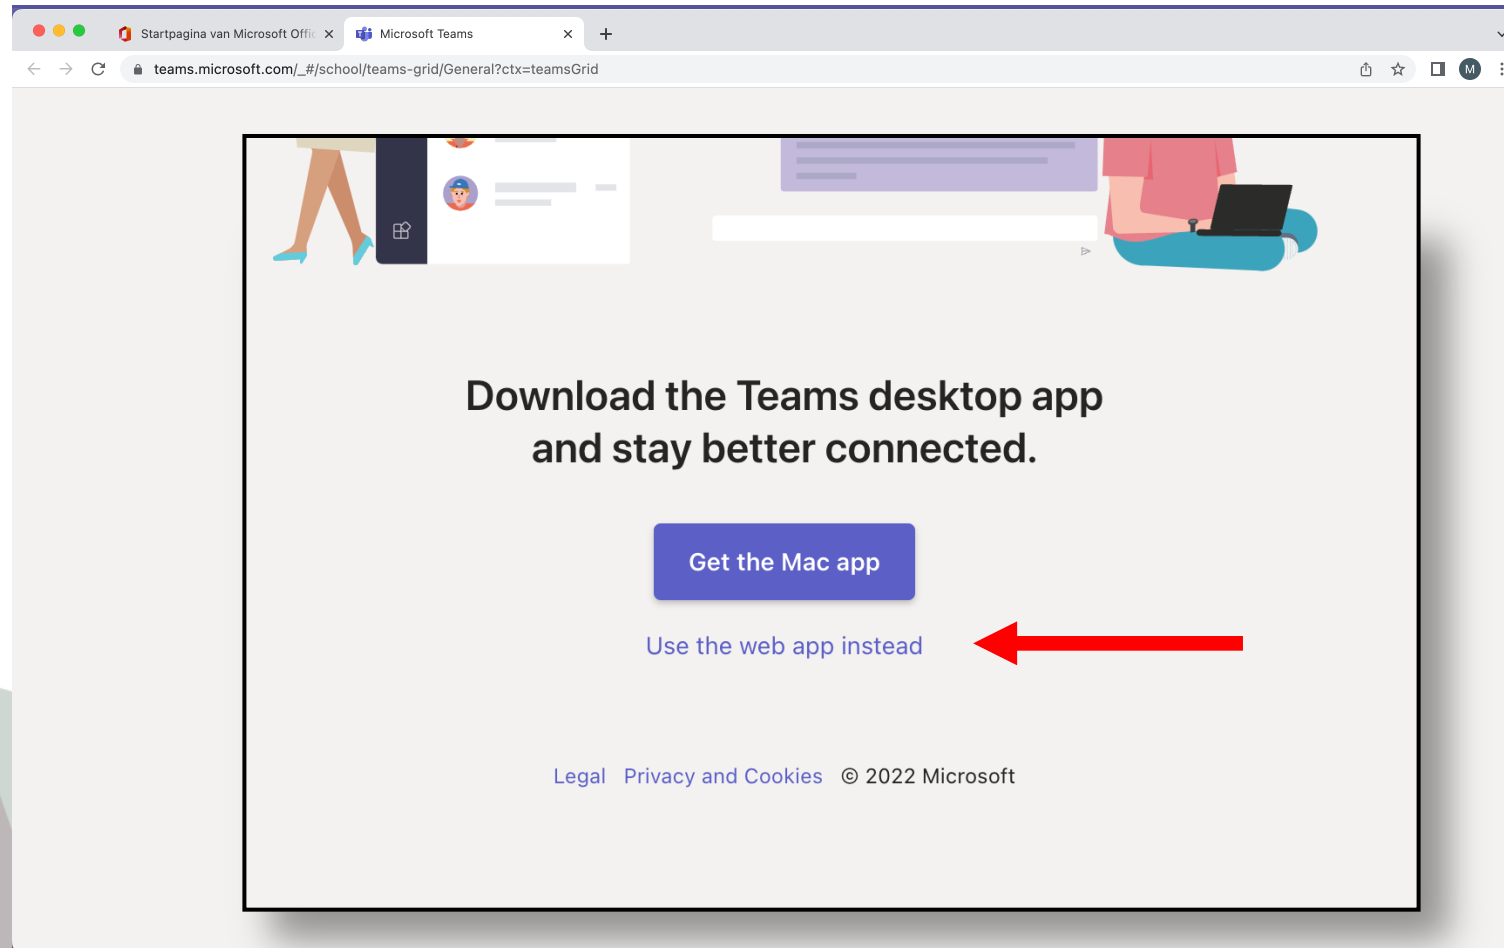 Startpagina van Microsoft Offic
Microsoft Teams
teams.microsoft.com/_#/school/teams-grid/General?ctx=teamsGrid
M
Download the Teams desktop app
and stay better connected.
Get the Mac app
Use the web app instead
Legal Privacy and Cookies © 2022 Microsoft